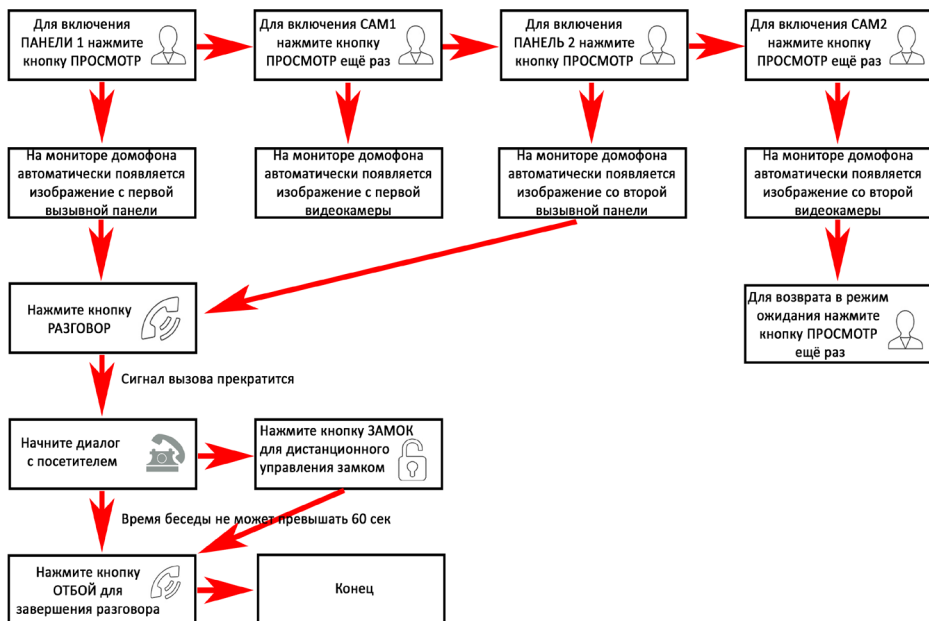 Для включения
ПАНЕЛИ 1 нажмите
кнопку ПРОСМОТР
Для включения САМ1
нажмите кнопку
ПРОСМОТР ещё раз
Для включения
ПАНЕЛЬ 2 нажмите
кнопку ПРОСМОТР
Для включения САМ2
нажмите кнопку
ПРОСМОТР ещё раз
На мониторе домофона
автоматически появляется
изображение с первой
вызывной панели
На мониторе домофона
автоматически появляется
изображение с первой
видеокамеры
На мониторе домофона
автоматически появляется
изображение со второй
вызывной панели
На мониторе домофона
автоматически появляется
изображение со второй
видеокамеры
Нажмите кнопку
РАЗГОВОР
Для возврата в режим
ожидания нажмите
кнопку ПРОСМОТР
ещё раз
Сигнал вызова прекратится
Начните диалог
с посетителем
Нажмите кнопку ЗАМОК
для дистанционного
управления замком
Время беседы не может превышать 60 сек
Нажмите кнопку
ОТБОЙ для
завершения разговора
Конец